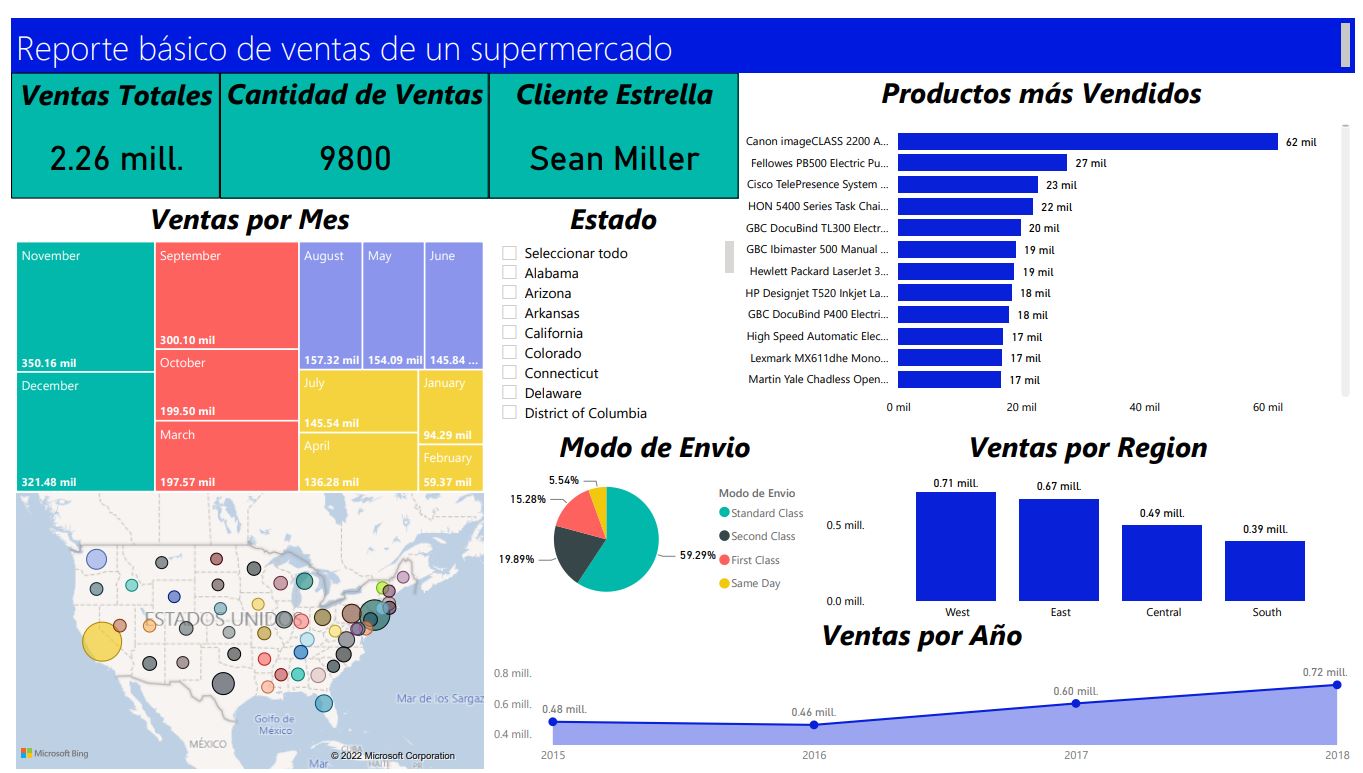 Reporte básico de ventas de un supermercado
Ventas Totales
2.26 mill.
Cantidad de Ventas
9800
Cliente Estrella
Sean Miller
Productos más Vendidos
Canon imageCLASS 2200 A... 62 mil
Fellowes PB500 Electric Pu... 27 mil
Cisco TelePresence System ... 23 mil
HON 5400 Series Task Chai... 22 mil
GBC DocuBind TL300 Electr... 20 mil
GBC Ibimaster 500 Manual ... 19 mil
Hewlett Packard LaserJet 3... 19 mil
HP Designjet T520 Inkjet La... 18 mil
GBC DocuBind P400 Electri... 18 mil
High Speed Automatic Elec... 17 mil
Lexmark MX611dhe Mono... 17 mil
Martin Yale Chadless Open... 17 mil
0 mil 20 mil 40 mil 60 mil
Ventas por Mes
November
350.16 mil
December
321.48 mil
September
300.10 mil
October
199.50 mil
March
197.57 mil
August
157.32 mil
May
154.09 mil
June
145.84 ...
July
145.54 mil
April
136.28 mil
January
94.29 mil
February
59.37 mil
Estado
Seleccionar todo
Alabama
Arizona
Arkansas
California
Colorado
Connecticut
Delaware
District of Columbia
ESTADOS UNID
Mar de los Sargaz
Golfo de
México
MÉXICO
CUBA
HAITÍ
PR
Mar
Microsoft Bing
© 2022 Microsoft Corporation
Modo de Envio
5.54%
15.28%
19.89%
59.29%
Modo de Envio
Standard Class
Second Class
First Class
Same Day
Ventas por Region
0.71 mill. 0.67 mill. 0.49 mill. 0.39 mill.
0.5 mill.
0.0 mill.
West East Central South
Ventas por Año
0.8 mill.
0.6 mill.
0.4 mill.
0.48 mill. 0.46 mill. 0.60 mill. 0.72 mill.
2015 2016 2017 2018